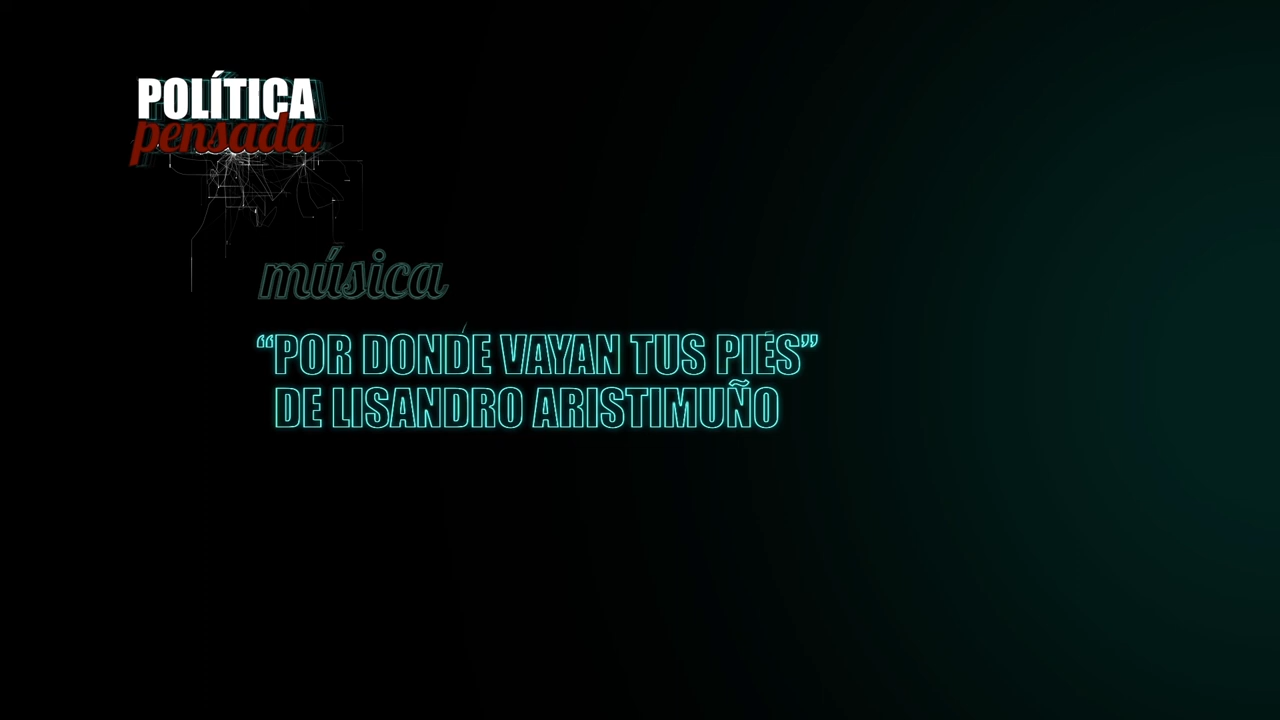 POLÍTICA
pensada
música
“POR DONDE VAYAN TUS PIES”
DE LISANDRO ARISTIMUÑO